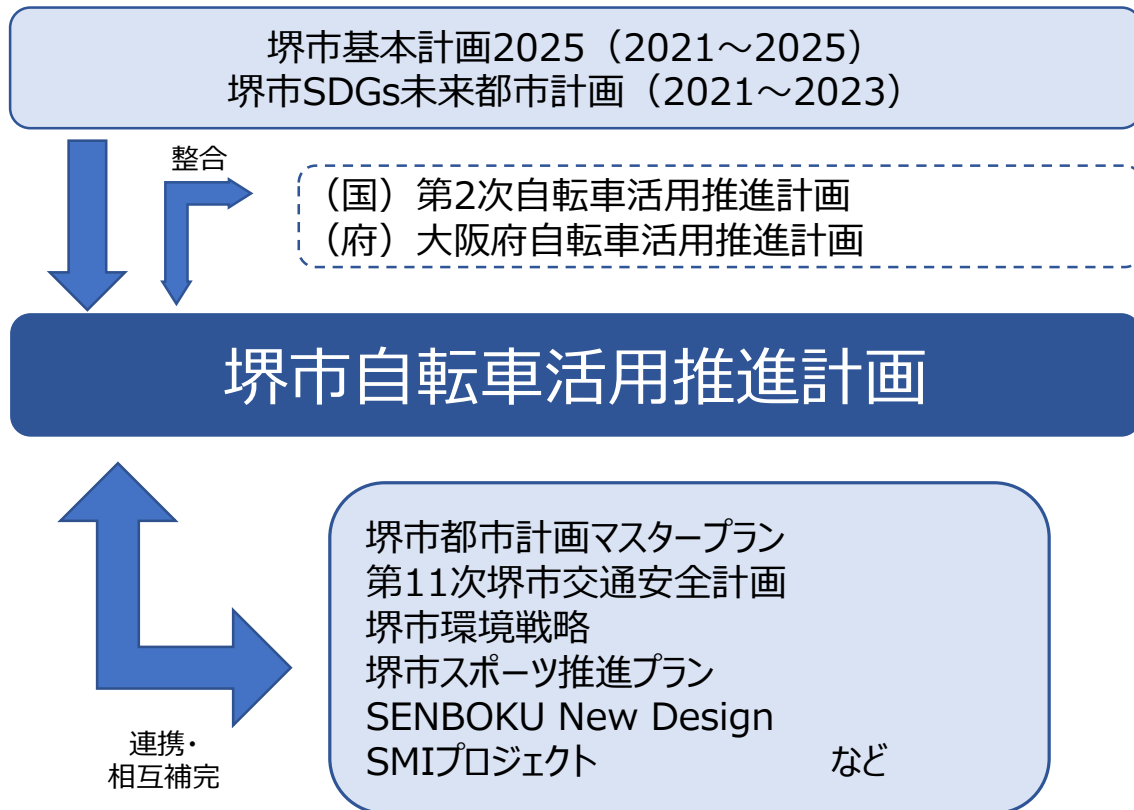 堺市基本計画2025（2021～2025）
堺市SDGs未来都市計画（2021～2023）
整合
（国）第2次自転車活用推進計画
（府）大阪府自転車活用推進計画
堺市自転車活用推進計画
堺市都市計画マスタープラン
第11次堺市交通安全計画
堺市環境戦略
堺市スポーツ推進プラン
SENBOKU New Design
SMIプロジェクト　　　　　　　など
連携・
相互補完